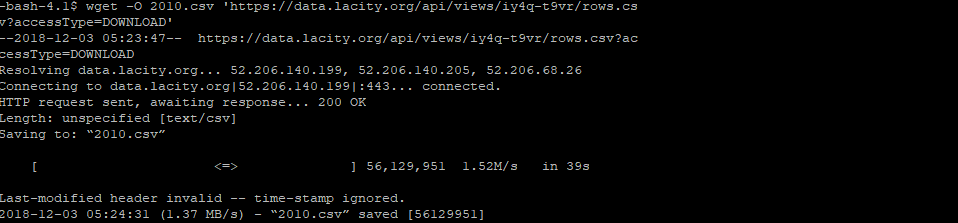 -bash-4.1$ wget -O 2010.csv 'https://data.lacity.org/api/views/iy4q-t9vr/rows.cs
v?accessType=DOWNLOAD'
--2018-12-03 05:23:47--  https://data.lacity.org/api/views/iy4q-t9vr/rows.csv?ac
cessType=DOWNLOAD
Resolving data.lacity.org... 52.206.140.199, 52.206.140.205, 52.206.68.26
Connecting to data.lacity.org|52.206.140.199|:443... connected.
HTTP request sent, awaiting response... 200 OK
Length: unspecified [text/csv]
Saving to: “2010.csv”
    [                       <=>                ] 56,129,951  1.52M/s   in 39s
Last-modified header invalid -- time-stamp ignored.
2018-12-03 05:24:31 (1.37 MB/s) - “2010.csv” saved [56129951]